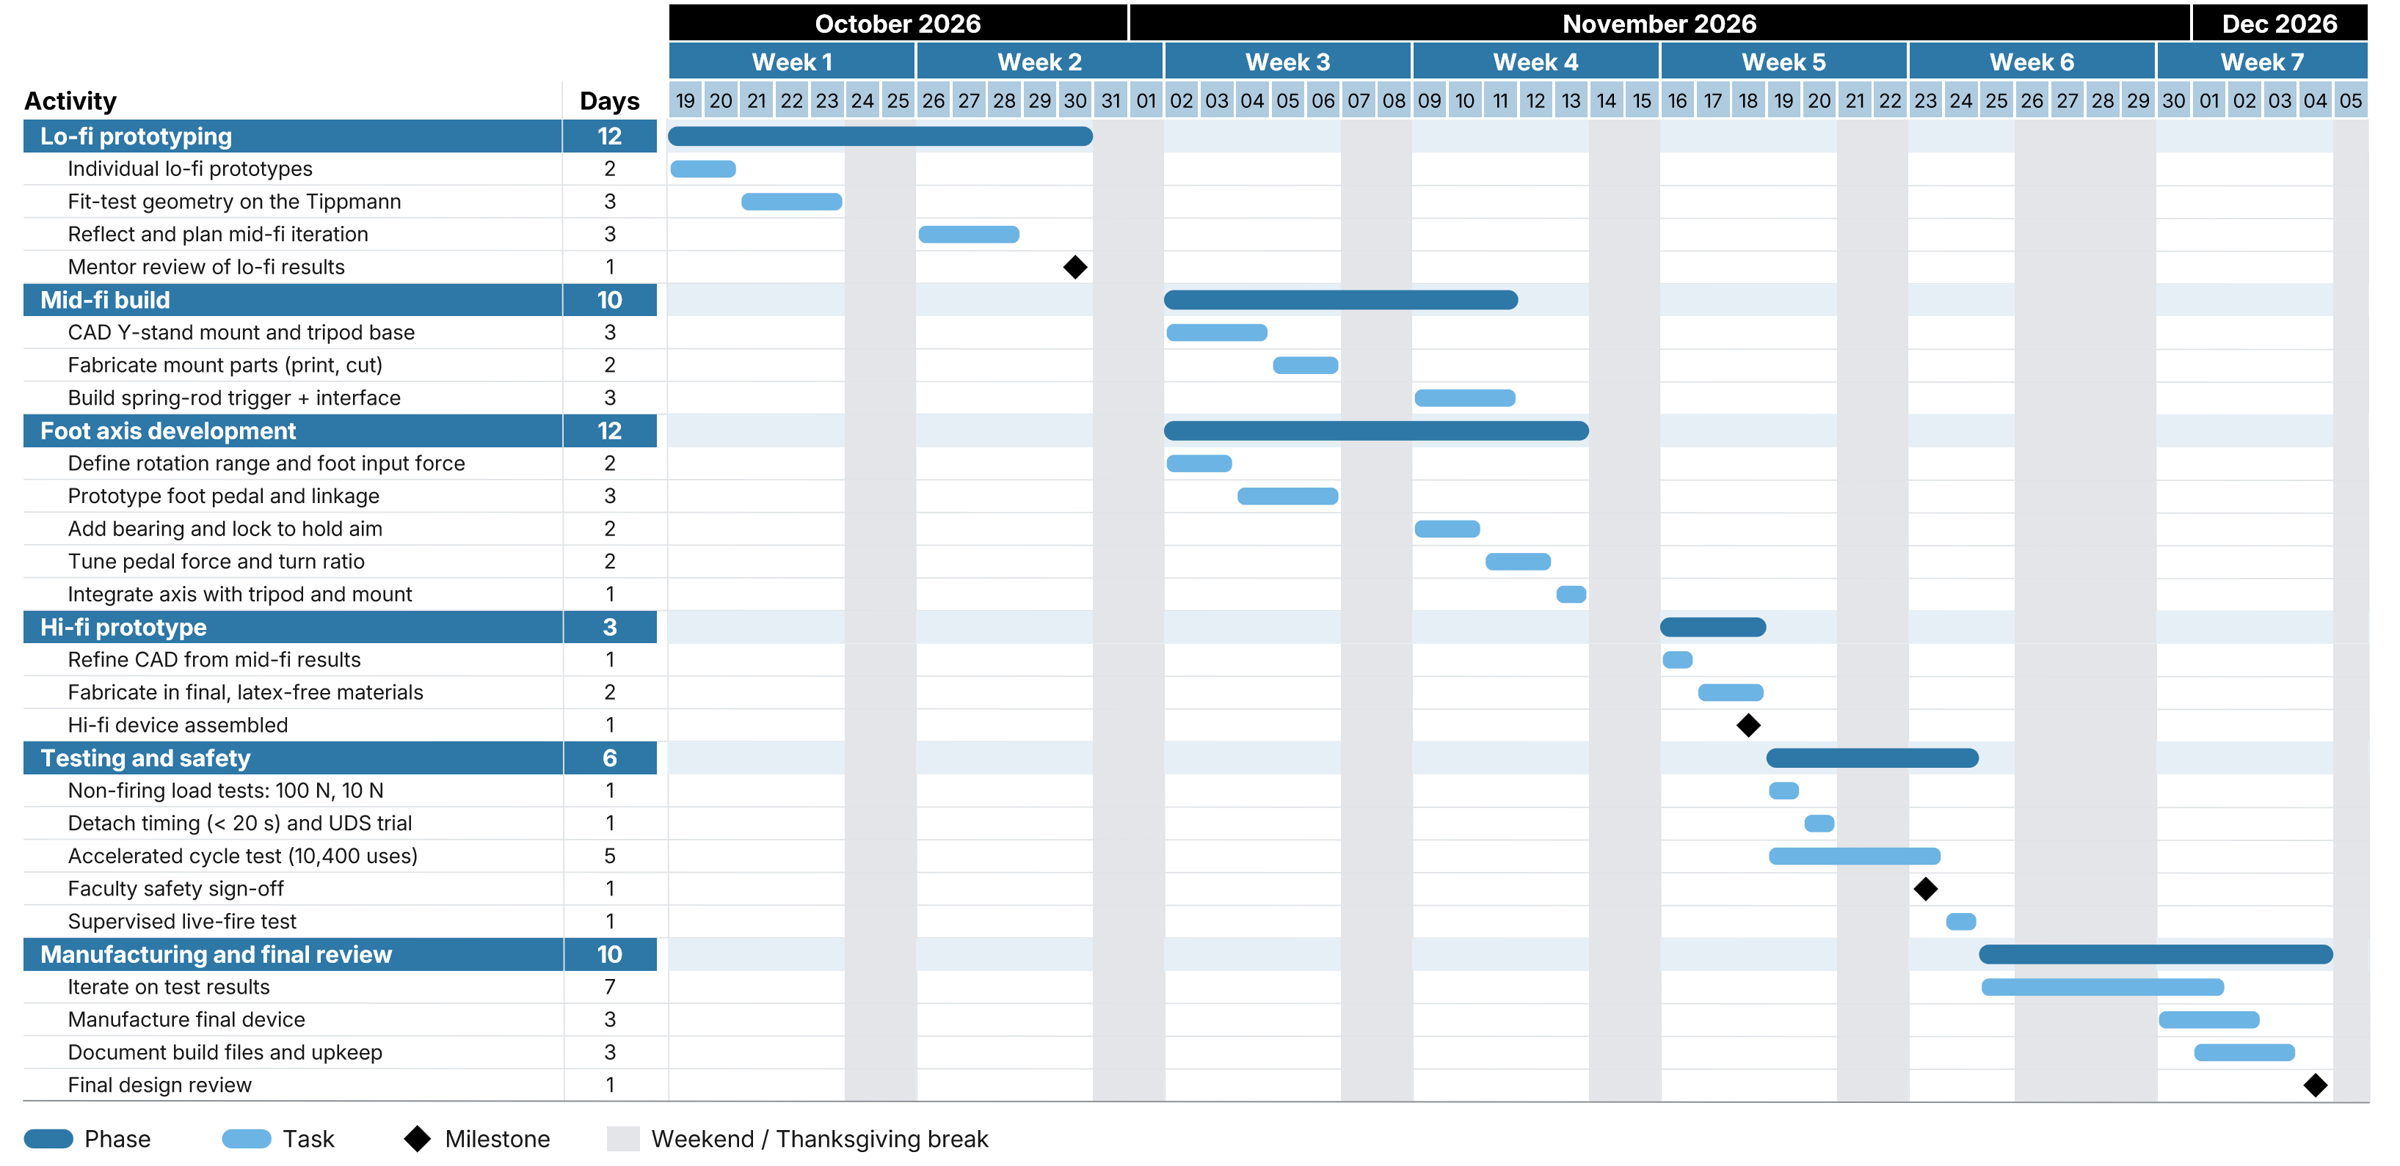 October 2026 November 2026 Dec 2026
Week 1 Week 2 Week 3 Week 4 Week 5 Week 6 Week 7
Activity Days 19 20 21 22 23 24 25 26 27 28 29 30 31 01 02 03 04 05 06 07 08 09 10 11 12 13 14 15 16 17 18 19 20 21 22 23 24 25 26 27 28 29 30 01 02 03 04 05
Lo-fi prototyping 12
Individual lo-fi prototypes 2
Fit-test geometry on the Tippmann 3
Reflect and plan mid-fi iteration 3
Mentor review of lo-fi results 1
Mid-fi build 10
CAD Y-stand mount and tripod base 3
Fabricate mount parts (print, cut) 2
Build spring-rod trigger + interface 3
Foot axis development 12
Define rotation range and foot input force 2
Prototype foot pedal and linkage 3
Add bearing and lock to hold aim 2
Tune pedal force and turn ratio 2
Integrate axis with tripod and mount 1
Hi-fi prototype 3
Refine CAD from mid-fi results 1
Fabricate in final, latex-free materials 2
Hi-fi device assembled 1
Testing and safety 6
Non-firing load tests: 100 N, 10 N 1
Detach timing (< 20 s) and UDS trial 1
Accelerated cycle test (10,400 uses) 5
Faculty safety sign-off 1
Supervised live-fire test 1
Manufacturing and final review 10
Iterate on test results 7
Manufacture final device 3
Document build files and upkeep 3
Final design review 1
Phase Task Milestone Weekend / Thanksgiving break